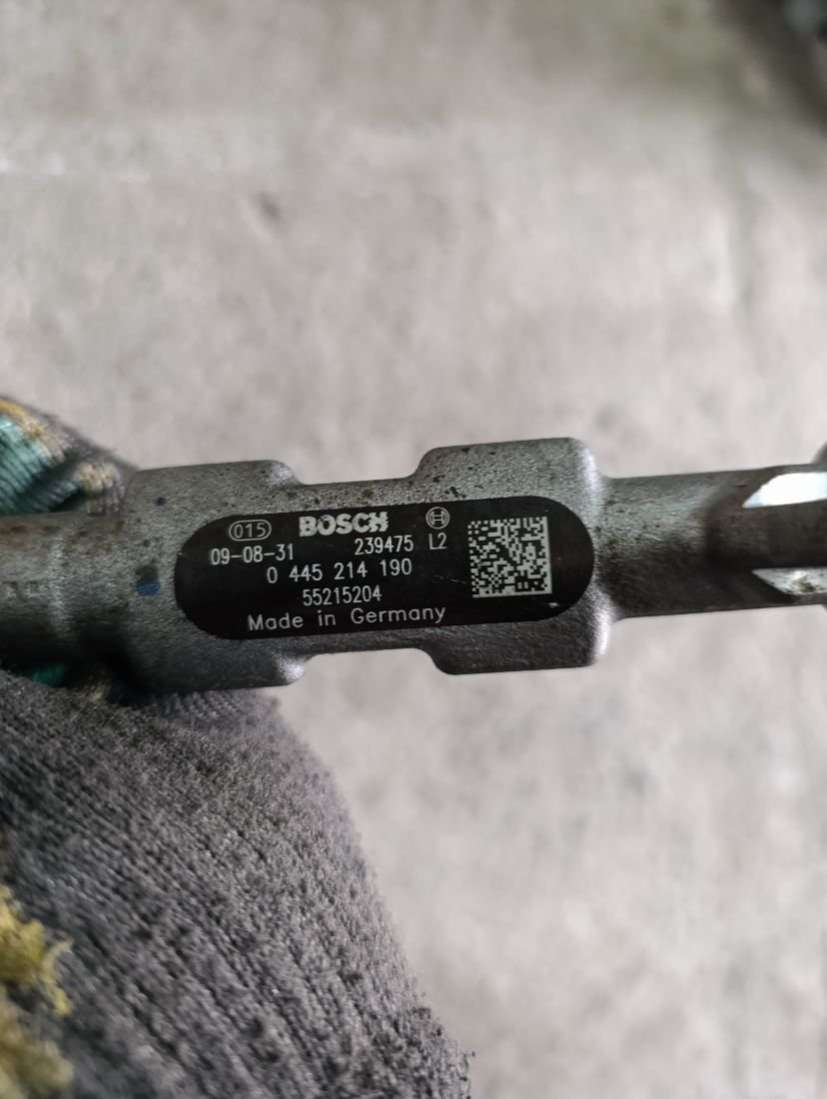 015 BOSCH
09-08-31 239475 L2
0 445 214 190
55215204
Made in Germany